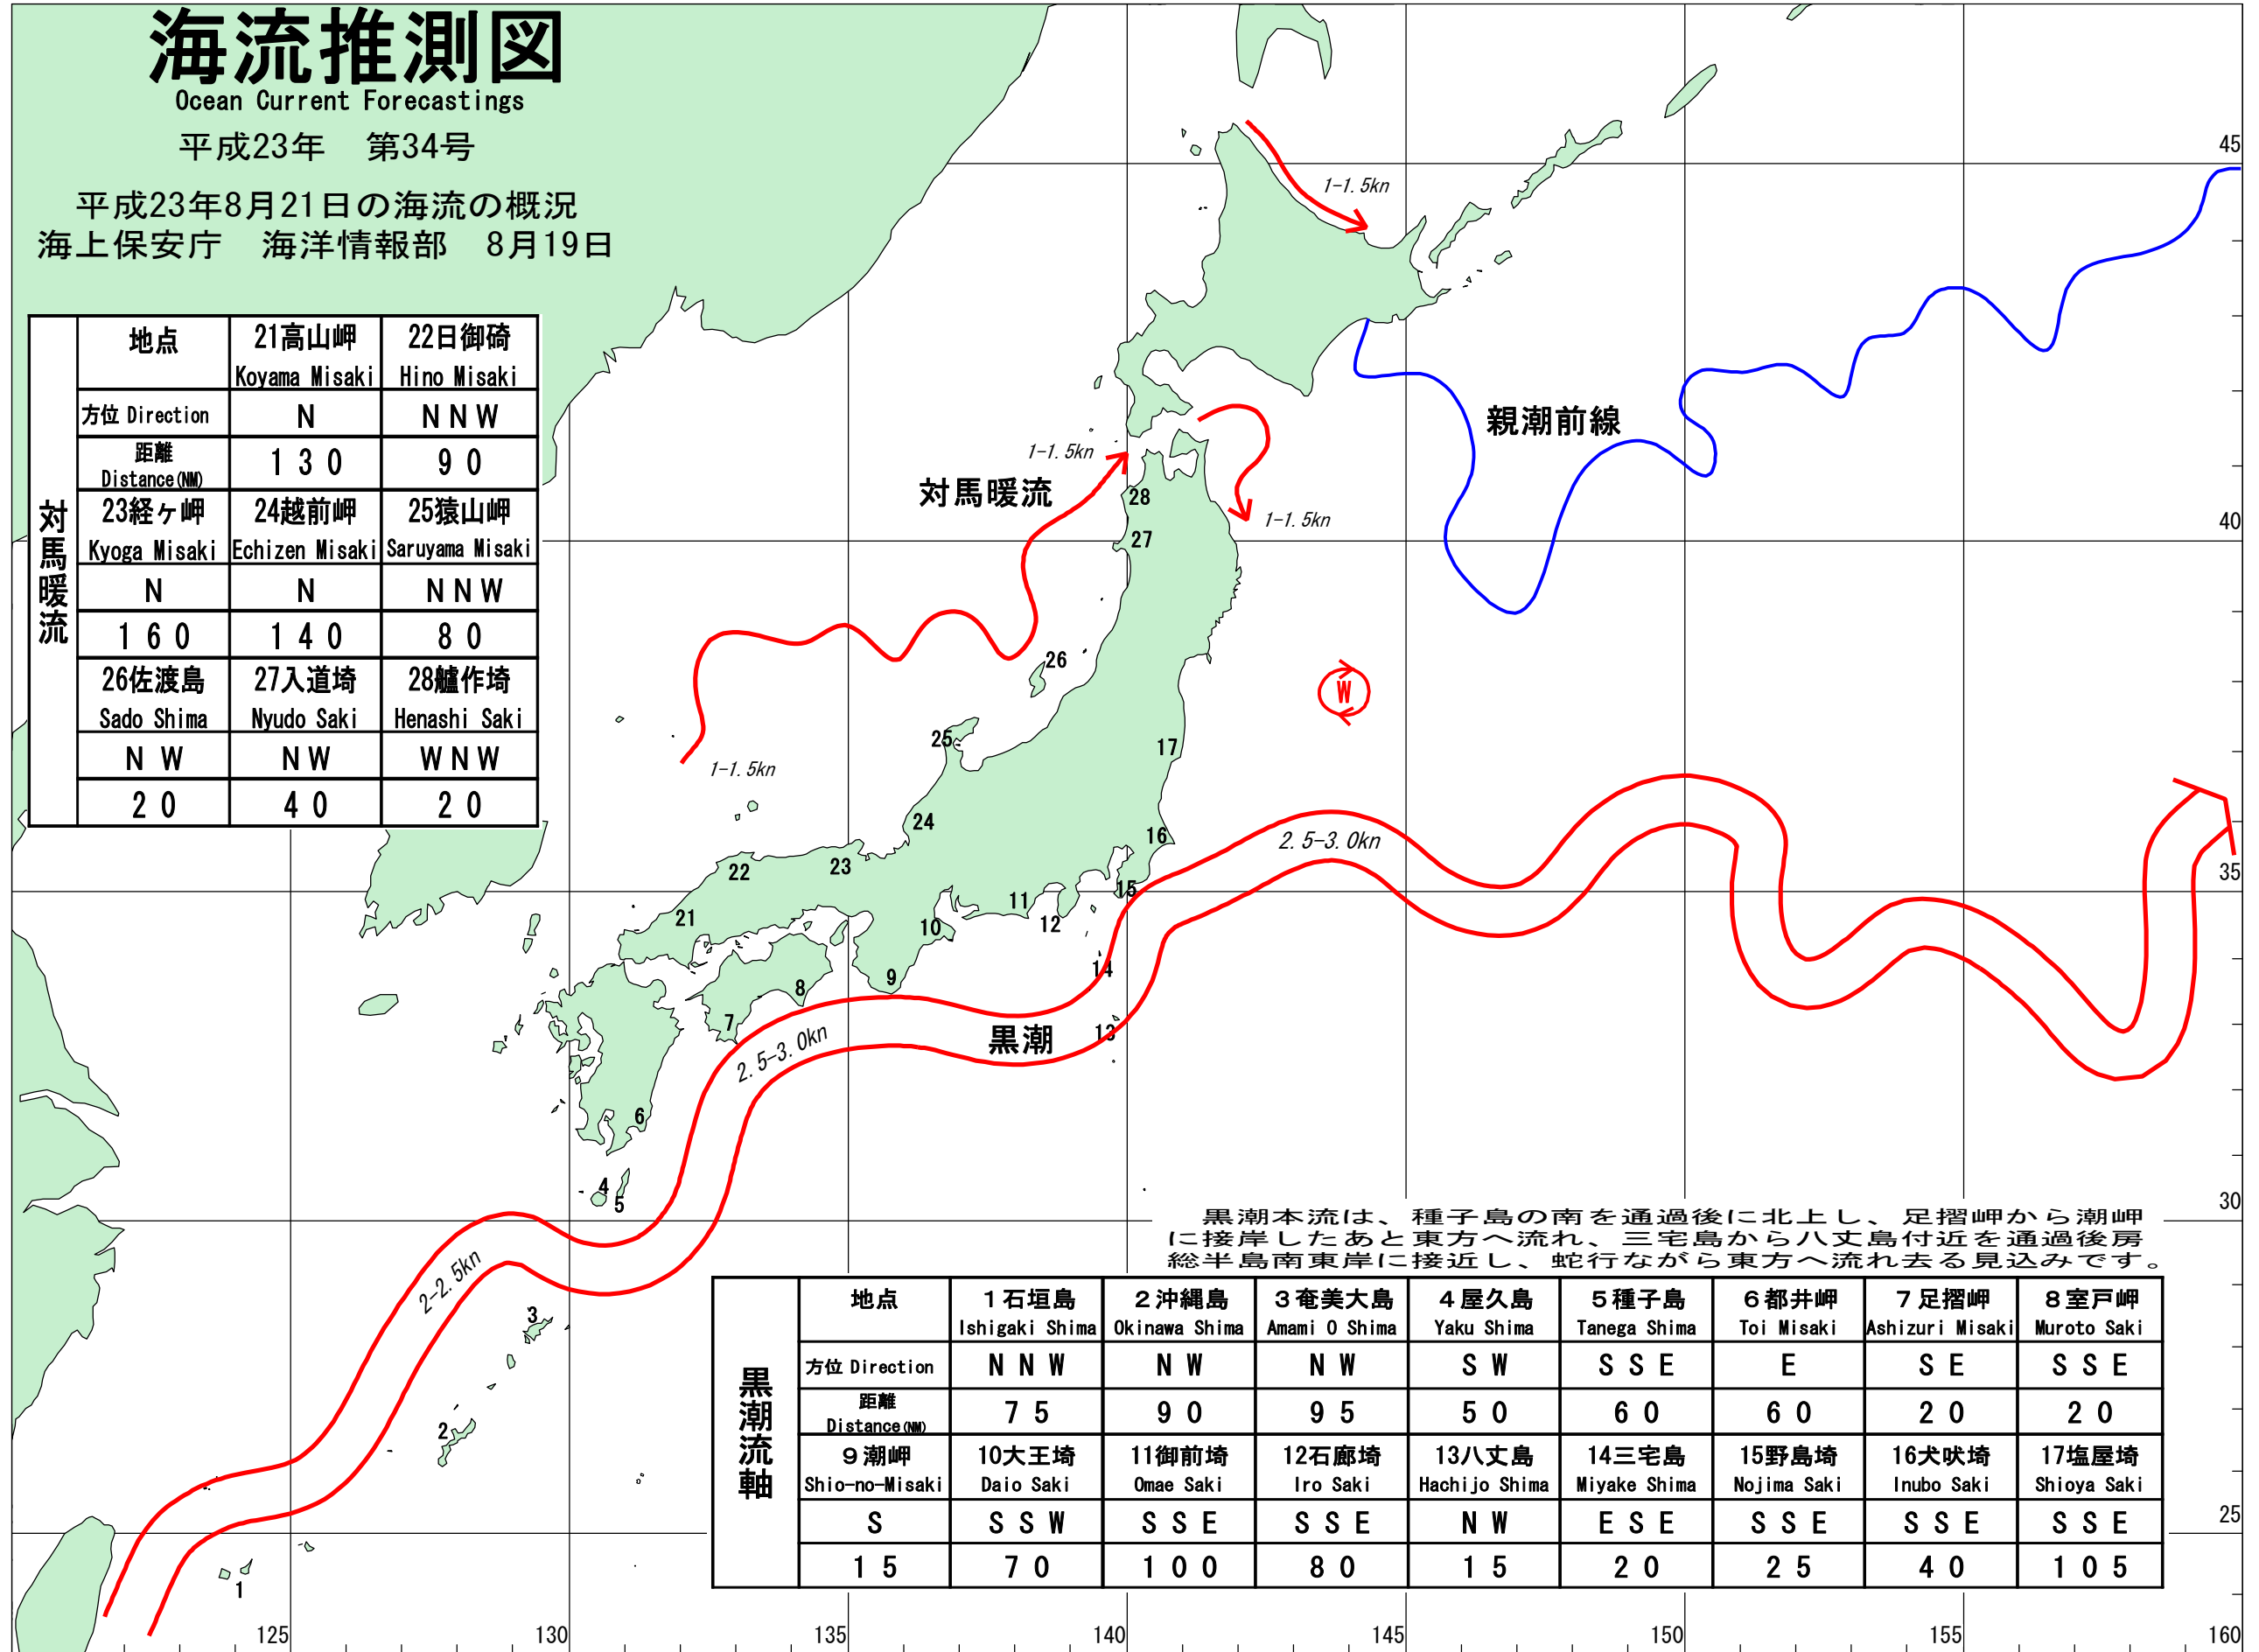 海流推測図
Ocean Current Forecastings
平成23年　第34号
平成23年8月21日の海流の概況
海上保安庁　海洋情報部　8月19日
対馬暖流
地点 21高山岬 22日御碕
Koyama Misaki Hino Misaki
方位 Direction N NNW
距離 Distance(NM) 130 90
23経ヶ岬 24越前岬 25猿山岬
Kyoga Misaki Echizen Misaki Saruyama Misaki
N N NNW
160 140 80
26佐渡島 27入道埼 28艫作埼
Sado Shima Nyudo Saki Henashi Saki
NW NW WNW
20 40 20
1-1.5kn
親潮前線
1-1.5kn
対馬暖流
1-1.5kn
28
27
26
W
25
17
1-1.5kn
24
16
2.5-3.0kn
22
23
15
21
11
12
10
14
9
8
7
13
黒潮
2.5-3.0kn
6
4
5
2-2.5kn
3
2
1
45
40
35
30
25
125
130
135
140
145
150
155
160
黒潮本流は、種子島の南を通過後に北上し、足摺岬から潮岬
に接岸したあと東方へ流れ、三宅島から八丈島付近を通過後房
総半島南東岸に接近し、蛇行ながら東方へ流れ去る見込みです。
黒潮流軸
地点 1石垣島 2沖縄島 3奄美大島 4屋久島 5種子島 6都井岬 7足摺岬 8室戸岬
Ishigaki Shima Okinawa Shima Amami O Shima Yaku Shima Tanega Shima Toi Misaki Ashizuri Misaki Muroto Saki
方位 Direction NNW NW NW SW SSE E SE SSE
距離 Distance(NM) 75 90 95 50 60 60 20 20
9潮岬 10大王埼 11御前埼 12石廊埼 13八丈島 14三宅島 15野島埼 16犬吠埼 17塩屋埼
Shio-no-Misaki Daio Saki Omae Saki Iro Saki Hachijo Shima Miyake Shima Nojima Saki Inubo Saki Shioya Saki
S SSW SSE SSE NW ESE SSE SSE SSE
15 70 100 80 15 20 25 40 105